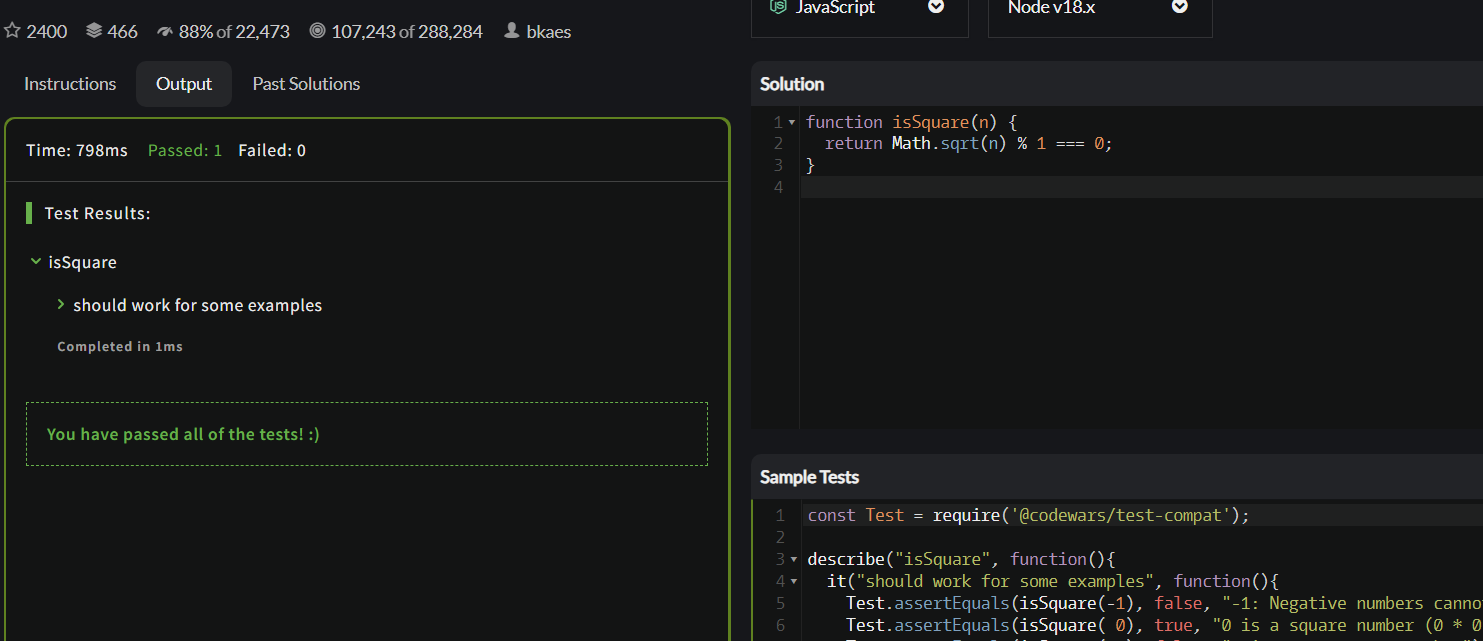 2400 466 88% of 22,473 107,243 of 288,284 bkaes
JavaScript Node v18.x
Instructions Output Past Solutions
Time: 798ms Passed: 1 Failed: 0
Test Results:
isSquare
should work for some examples
Completed in 1ms
You have passed all of the tests! :)
Solution
1 function isSquare(n) {
2 return Math.sqrt(n) % 1 === 0;
3 }
4
Sample Tests
1 const Test = require('@codewars/test-compat');
2
3 describe("isSquare", function(){
4 it("should work for some examples", function(){
5 Test.assertEquals(isSquare(-1), false, "-1: Negative numbers canno
6 Test.assertEquals(isSquare( 0), true, "0 is a square number (0 * 0